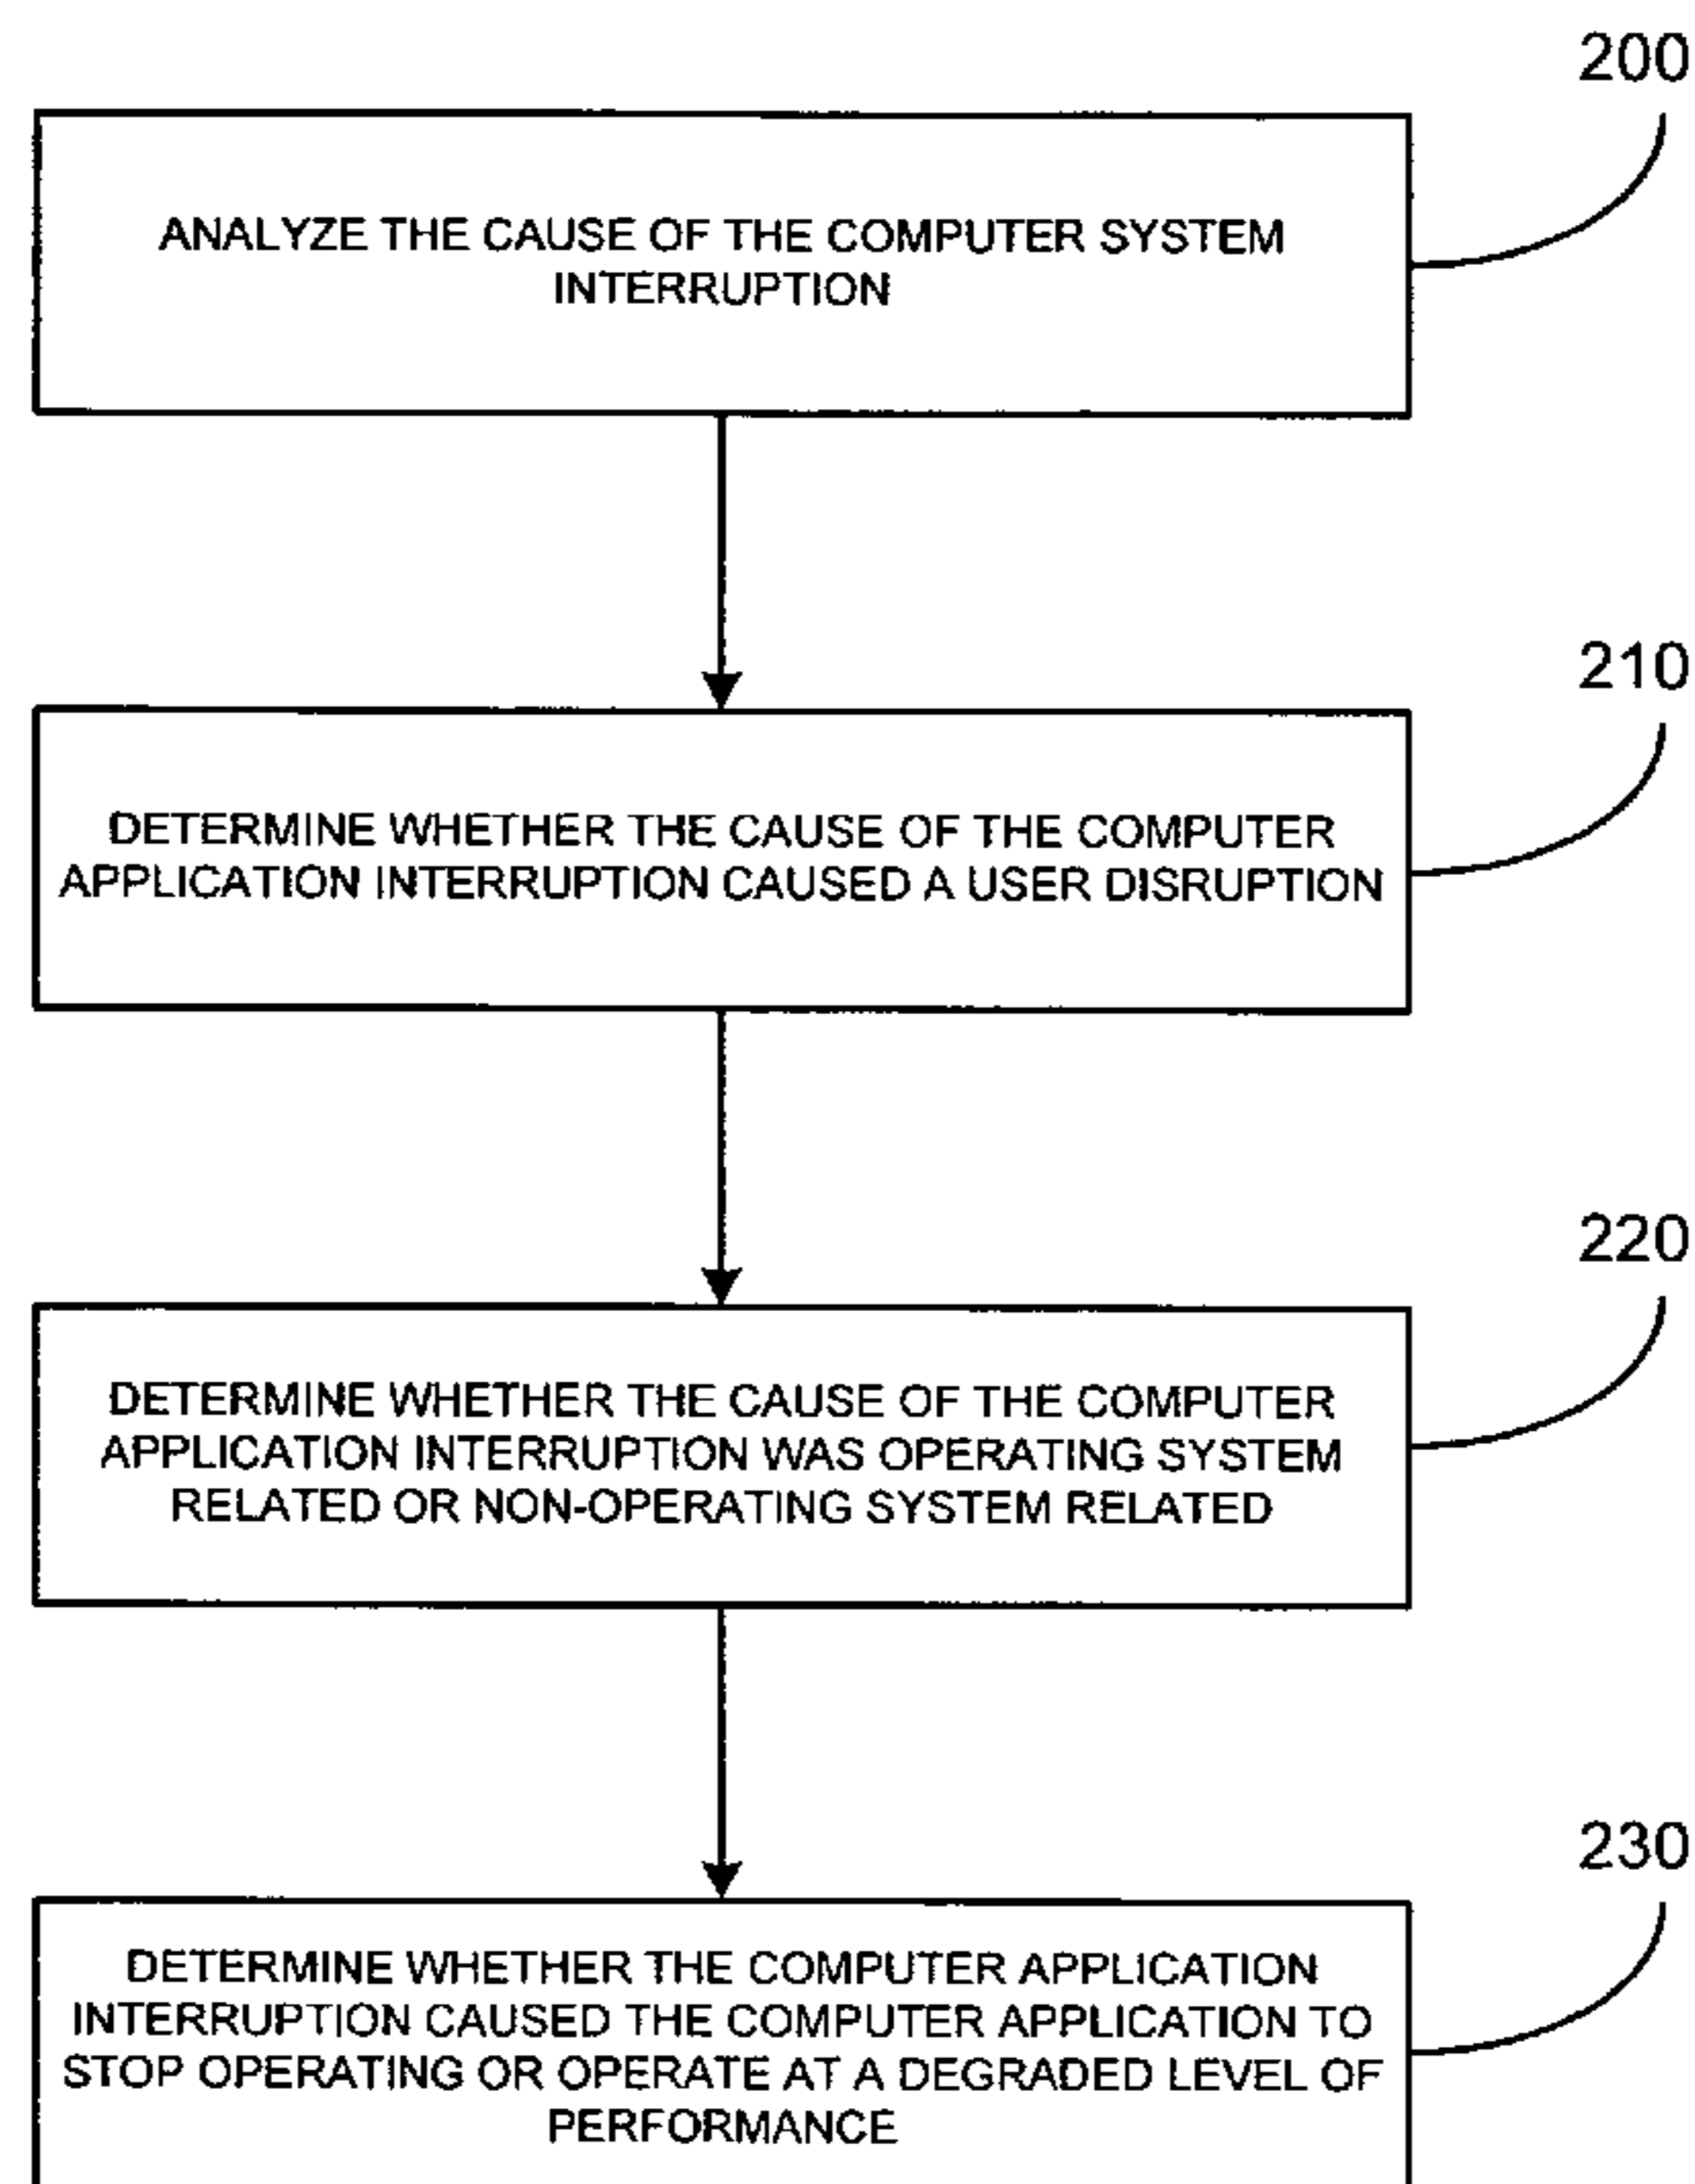 200
ANALYZE THE CAUSE OF THE COMPUTER SYSTEM
INTERRUPTION
210
DETERMINE WHETHER THE CAUSE OF THE COMPUTER
APPLICATION INTERRUPTION CAUSED A USER DISRUPTION
220
DETERMINE WHETHER THE CAUSE OF THE COMPUTER
APPLICATION INTERRUPTION WAS OPERATING SYSTEM
RELATED OR NON-OPERATING SYSTEM RELATED
230
DETERMINE WHETHER THE COMPUTER APPLICATION
INTERRUPTION CAUSED THE COMPUTER APPLICATION TO
STOP OPERATING OR OPERATE AT A DEGRADED LEVEL OF
PERFORMANCE